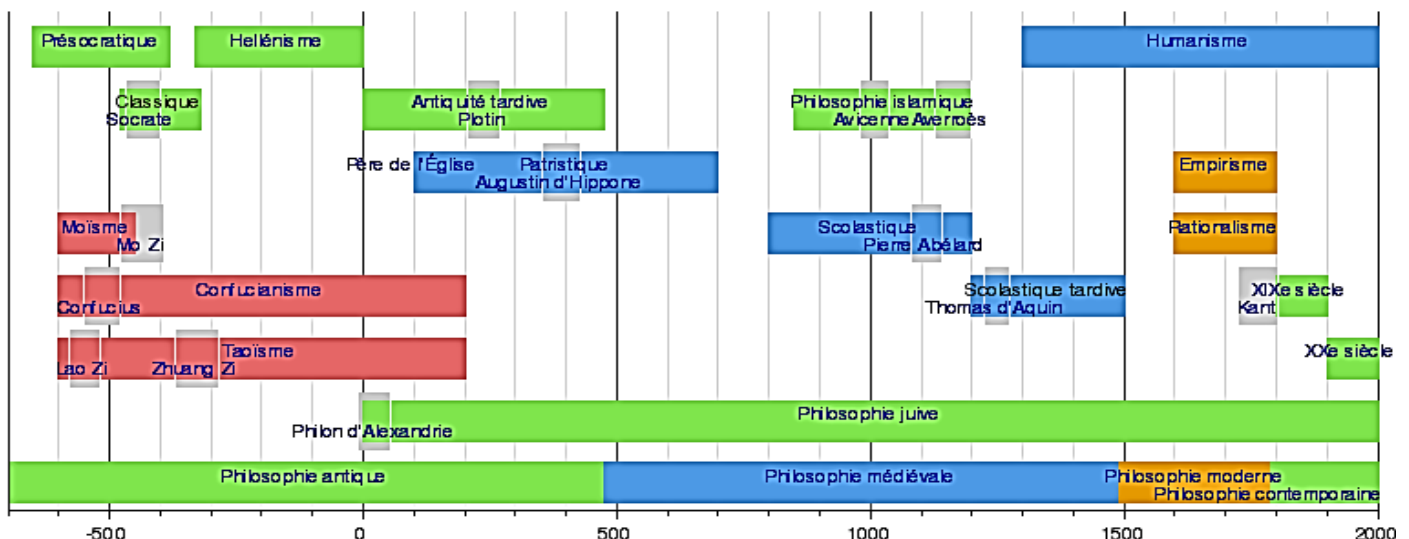 Présocratique
Hellénisme
Humanisme
Classique
Socrate
Antiquité tardive
Plotin
Philosophie islamique
Avicenne
Averroès
Père de l'Église
Patristique
Augustin d'Hippone
Empirisme
Moïsme
Mo Zi
Scolastique
Pierre Abélard
Rationalisme
Confucianisme
Confucius
Scolastique tardive
Thomas d'Aquin
XIXe siècle
Kant
Taoïsme
Lao Zi
Zhuang Zi
XXe siècle
Philosophie juive
Philon d'Alexandrie
Philosophie antique
Philosophie médiévale
Philosophie moderne
Philosophie contemporaine
-500
0
500
1000
1500
2000